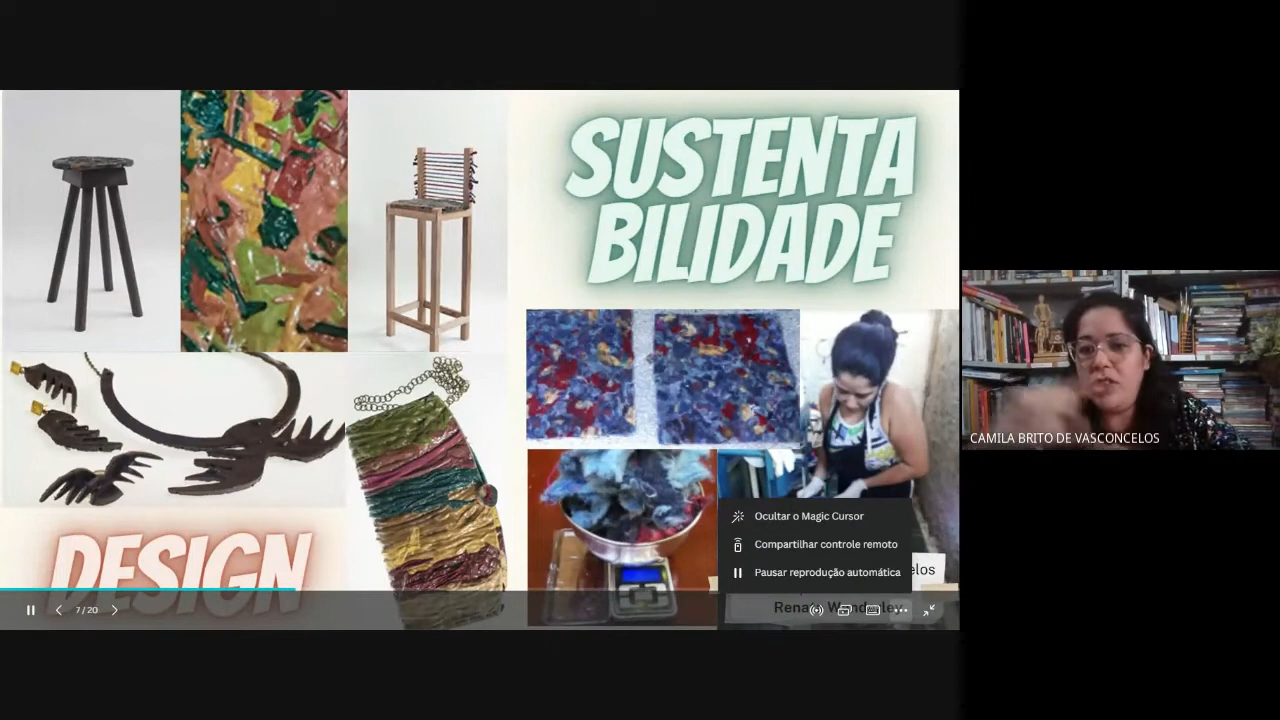 SUSTENTA
BILIDADE
CAMILA BRITO DE VASCONCELOS
Ocultar o Magic Cursor
Compartilhar controle remoto
Pausar reprodução automática
DESIGN
7/20